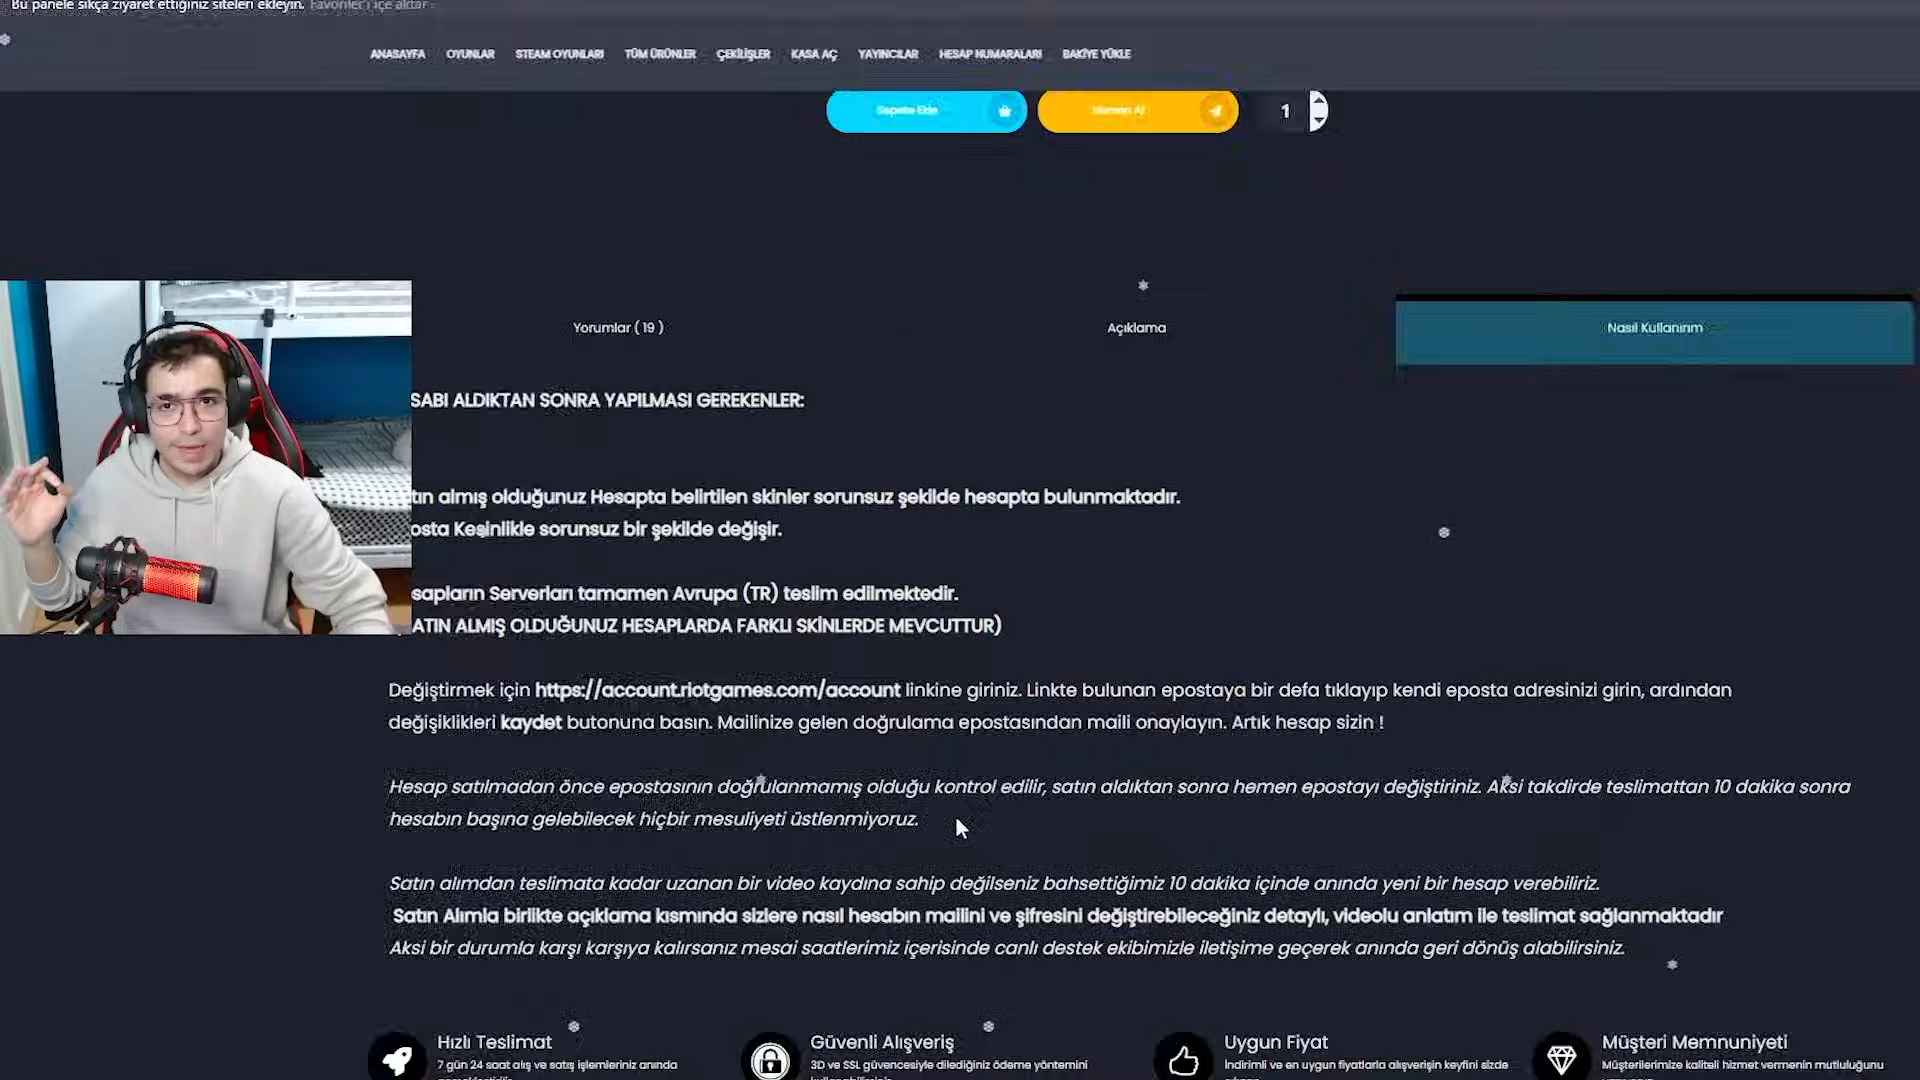 Bu panele sıkça ziyaret ettiğiniz siteleri ekleyin. Favoriler'i içe aktar
ANASAYFA OYUNLAR STEAM OYUNLARI TÜM ÜRÜNLER ÇEKİLİŞLER KASA AÇ YAYINCILAR HESAP NUMARALARI BAKİYE YÜKLE
Sepete Ekle Hemen Al 1
Yorumlar ( 19 ) Açıklama Nasıl Kullanırım
SABI ALDIKTAN SONRA YAPILMASI GEREKENLER:
tın almış olduğunuz Hesapta belirtilen skinler sorunsuz şekilde hesapta bulunmaktadır.
osta Kesinlikle sorunsuz bir şekilde değişir.
sapların Serverları tamamen Avrupa (TR) teslim edilmektedir.
ATIN ALMIŞ OLDUĞUNUZ HESAPLARDA FARKLI SKİNLERDE MEVCUTTUR)
Değiştirmek için https://account.riotgames.com/account linkine giriniz. Linkte bulunan epostaya bir defa tıklayıp kendi eposta adresinizi girin, ardından
değişiklikleri kaydet butonuna basın. Mailinize gelen doğrulama epostasından maili onaylayın. Artık hesap sizin !
Hesap satılmadan önce epostasının doğrulanmamış olduğu kontrol edilir, satın aldıktan sonra hemen epostayı değiştiriniz. Aksi takdirde teslimattan 10 dakika sonra
hesabın başına gelebilecek hiçbir mesuliyeti üstlenmiyoruz.
Satın alımdan teslimata kadar uzanan bir video kaydına sahip değilseniz bahsettiğimiz 10 dakika içinde anında yeni bir hesap verebiliriz.
Satın Alımla birlikte açıklama kısmında sizlere nasıl hesabın mailini ve şifresini değiştirebileceğiniz detaylı, videolu anlatım ile teslimat sağlanmaktadır
Aksi bir durumla karşı karşıya kalırsanız mesai saatlerimiz içerisinde canlı destek ekibimizle iletişime geçerek anında geri dönüş alabilirsiniz.
Hızlı Teslimat Güvenli Alışveriş Uygun Fiyat Müşteri Memnuniyeti
7 gün 24 saat alış ve satış işlemleriniz anında 3D ve SSL güvencesiyle dilediğiniz ödeme yöntemini İndirimli ve en uygun fiyatlarla alışverişin keyfini sizde Müşterilerimize kaliteli hizmet vermenin mutluluğunu